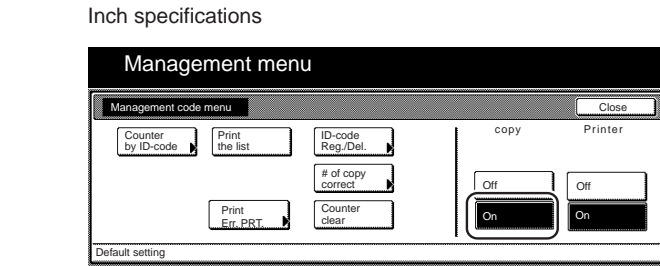 Inch specifications
Management menu
Management code menu
Close
Counter
by ID-code
Print
the list
ID-code
Reg./Del.
copy
Printer
# of copy
correct
Off
Off
Print
Err. PRT.
Counter
clear
On
On
Default setting